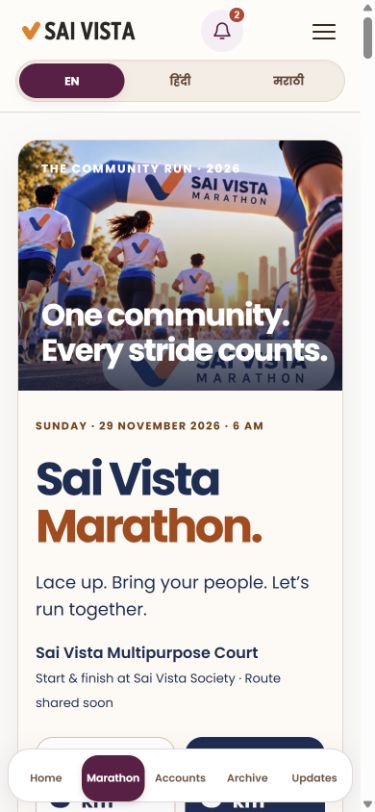 SAI VISTA
2
EN
हिंदी
मराठी
THE COMMUNITY RUN · 2026
SAI VISTA
MARATHON
One community.
Every stride counts.
SAI VISTA
MARATHON
SUNDAY · 29 NOVEMBER 2026 · 6 AM
Sai Vista
Marathon.
Lace up. Bring your people. Let’s
run together.
Sai Vista Multipurpose Court
Start & finish at Sai Vista Society · Route
shared soon
km
km
Home
Marathon
Accounts
Archive
Updates